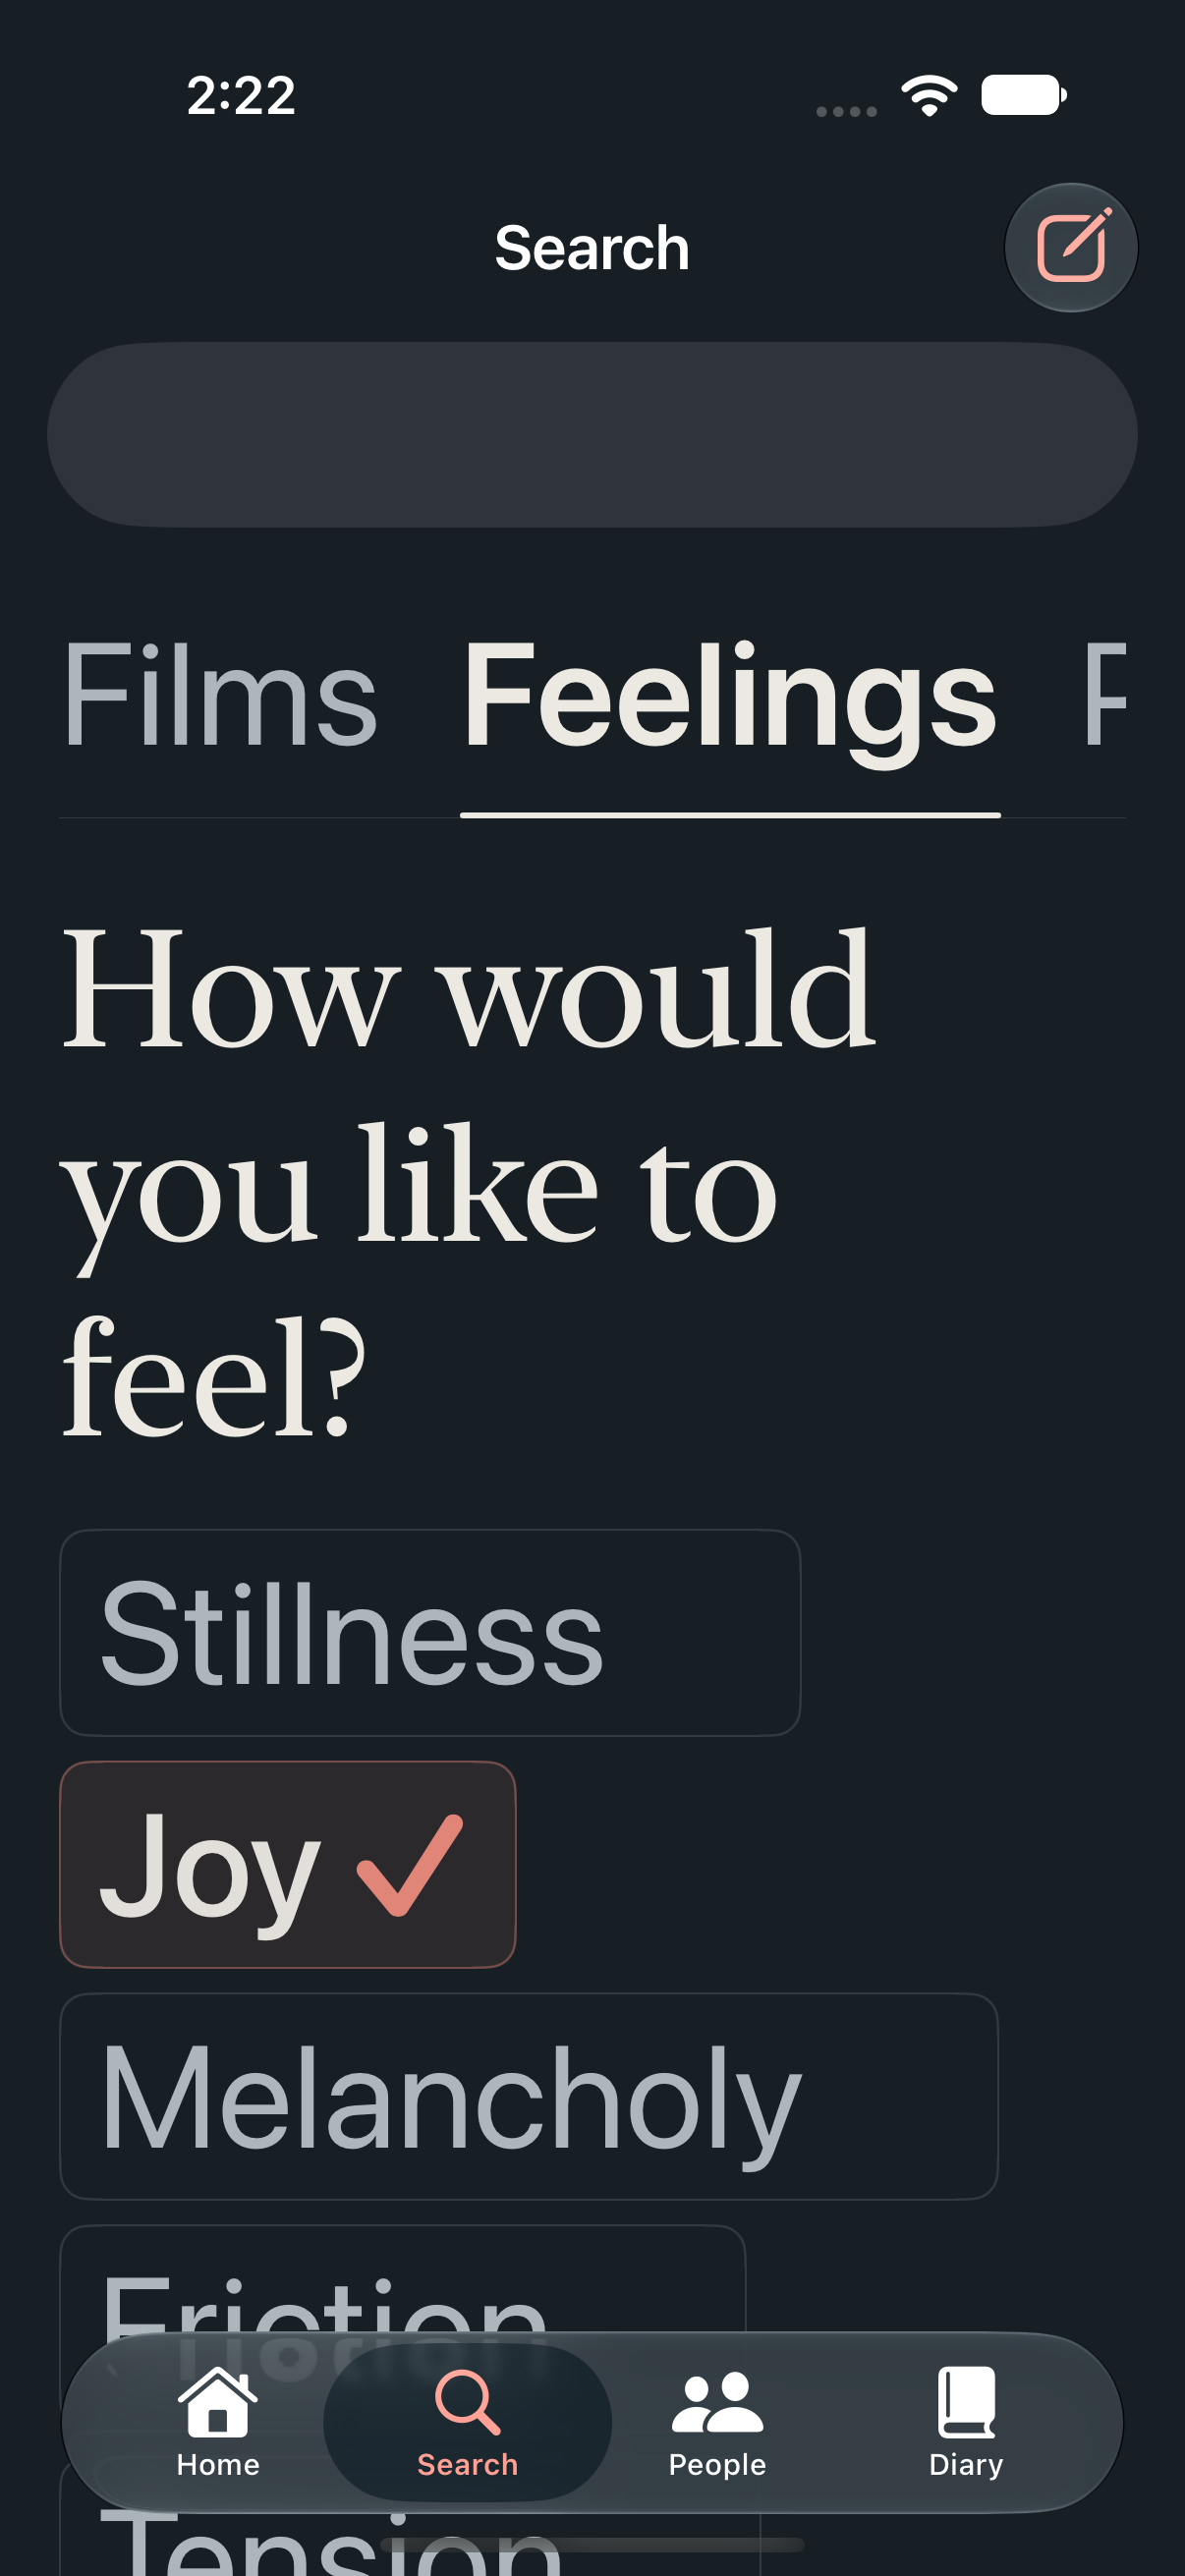 2:22
Search
Films Feelings
How would
you like to
feel?
Stillness
Joy
Melancholy
Friction
Tension
Home Search People Diary